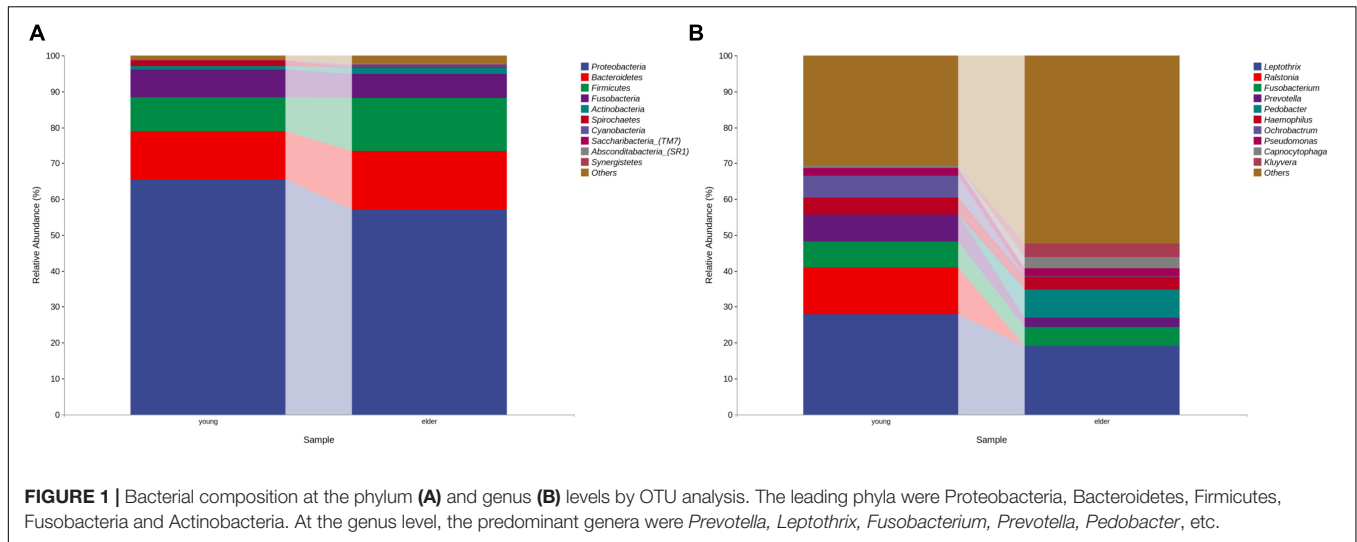 A
100
90
80
70
60
50
40
30
20
10
0
Relative Abundance (%)
young
elder
Sample
Proteobacteria
Bacteroidetes
Firmicutes
Fusobacteria
Actinobacteria
Spirochaetes
Cyanobacteria
Saccharibacteria_(TM7)
Absconditabacteria_(SR1)
Synergistetes
Others
B
100
90
80
70
60
50
40
30
20
10
0
Relative Abundance (%)
young
elder
Sample
Leptothrix
Ralstonia
Fusobacterium
Prevotella
Pedobacter
Haemophilus
Ochrobactrum
Pseudomonas
Capnocytophaga
Kluyvera
Others
FIGURE 1 | Bacterial composition at the phylum (A) and genus (B) levels by OTU analysis. The leading phyla were Proteobacteria, Bacteroidetes, Firmicutes,
Fusobacteria and Actinobacteria. At the genus level, the predominant genera were Prevotella, Leptothrix, Fusobacterium, Prevotella, Pedobacter, etc.